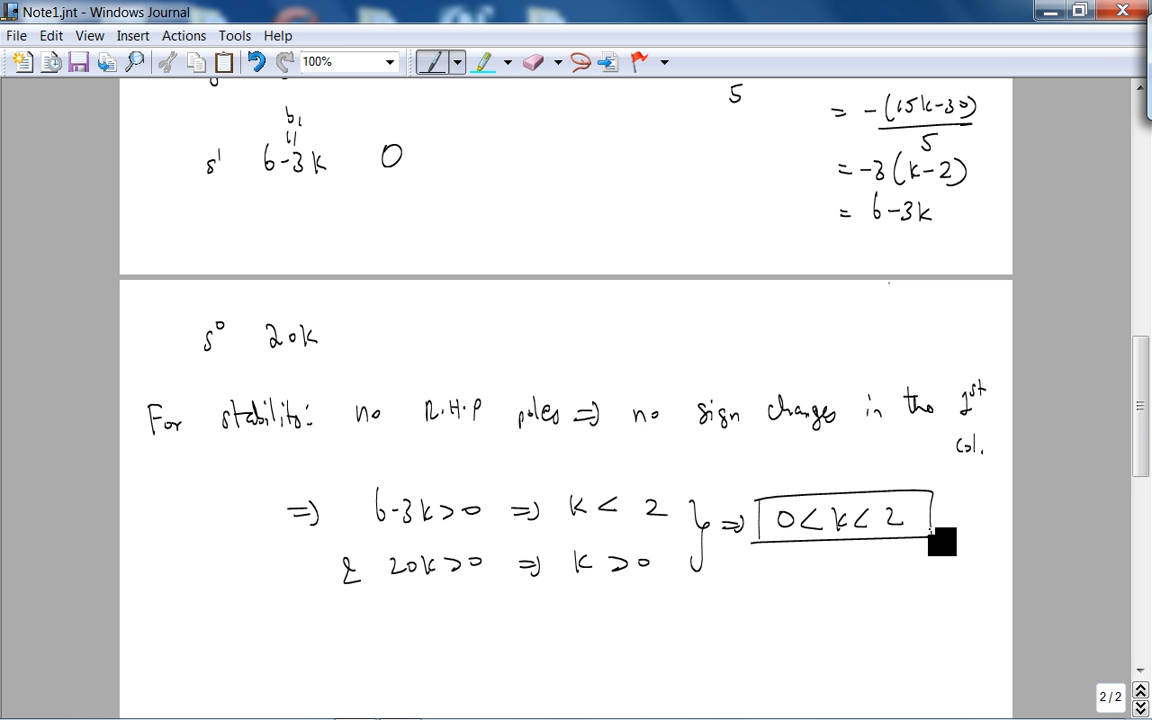 Note1.jnt - Windows Journal
File Edit View Insert Actions Tools Help
100%
5
= -(15k-30)
5
b1
s¹ 6-3k 0
= -3(k-2)
= 6-3k
s⁰ 20k
For stability: no R.H.P poles => no sign changes in the 1st
col.
=> 6-3k>0 => k < 2 } => 0<k<2
& 20k>0 => k >0
2/2